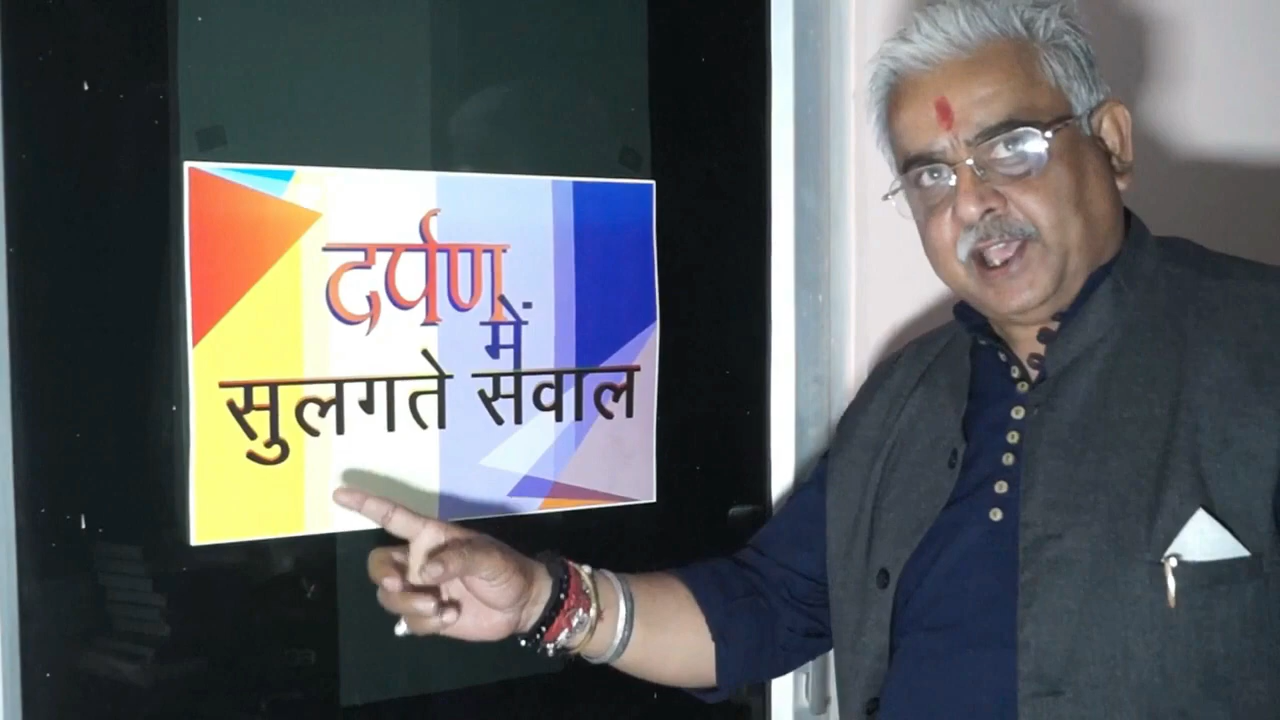 दर्पण
में
सुलगते सवाल